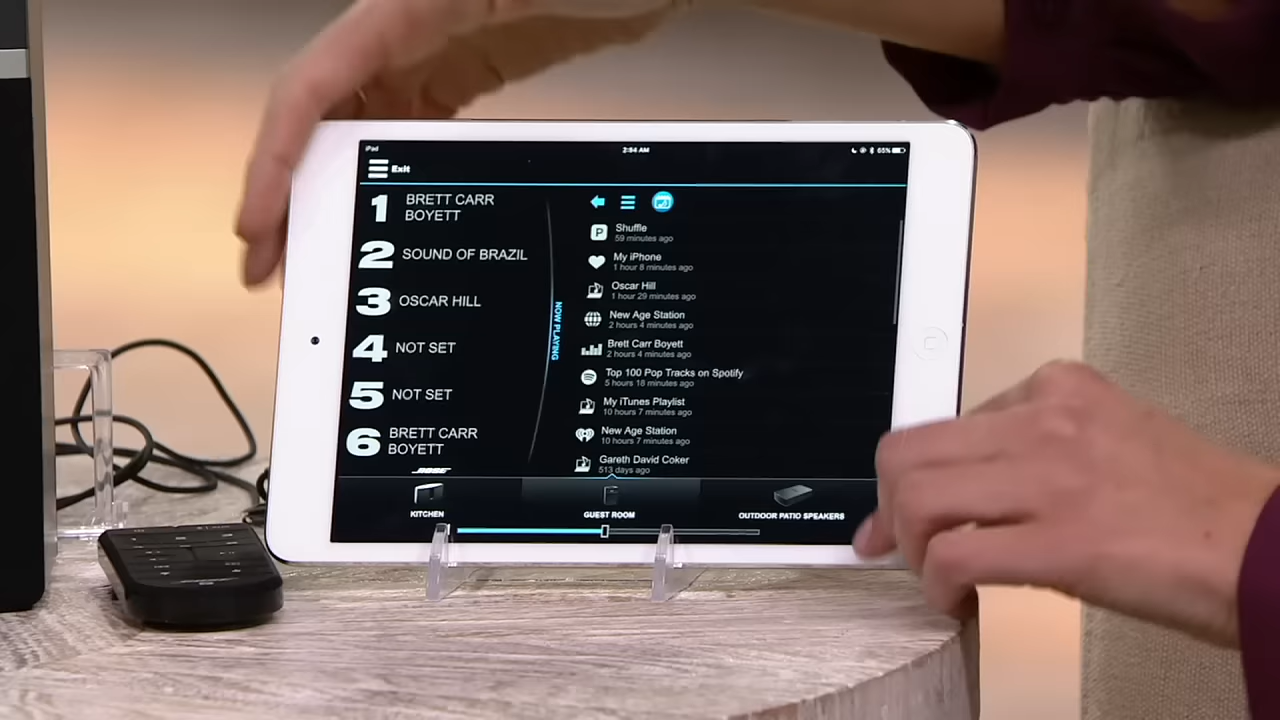 iPad
2:54 AM
65%
Exit
1 BRETT CARR
BOYETT
2 SOUND OF BRAZIL
3 OSCAR HILL
4 NOT SET
5 NOT SET
6 BRETT CARR
BOYETT
NOW PLAYING
P Shuffle
59 minutes ago
My iPhone
1 hour 8 minutes ago
Oscar Hill
1 hour 29 minutes ago
New Age Station
2 hours 4 minutes ago
Brett Carr Boyett
2 hours 4 minutes ago
Top 100 Pop Tracks on Spotify
5 hours 18 minutes ago
My iTunes Playlist
10 hours 7 minutes ago
New Age Station
10 hours 7 minutes ago
Gareth David Coker
513 days ago
BOSE
KITCHEN
GUEST ROOM
OUTDOOR PATIO SPEAKERS